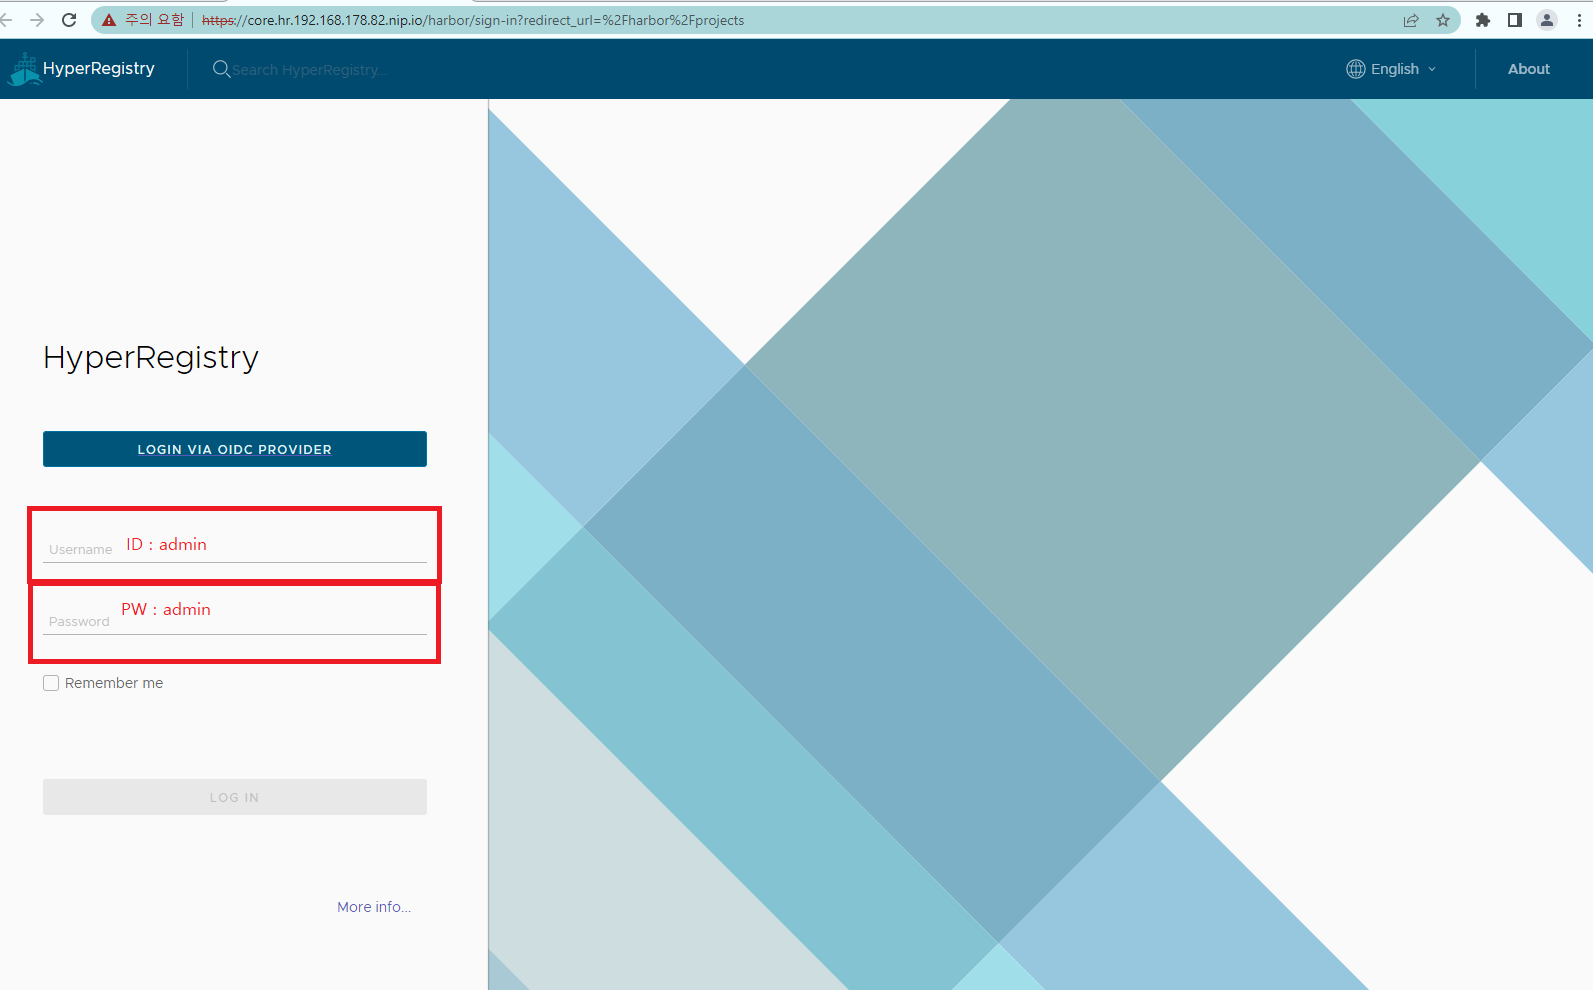 주의 요함 https://core.hr.192.168.178.82.nip.io/harbor/sign-in?redirect_url=%2Fharbor%2Fprojects
HyperRegistry Search HyperRegistry... English About
HyperRegistry
LOGIN VIA OIDC PROVIDER
Username ID : admin
Password PW : admin
Remember me
LOG IN
More info...